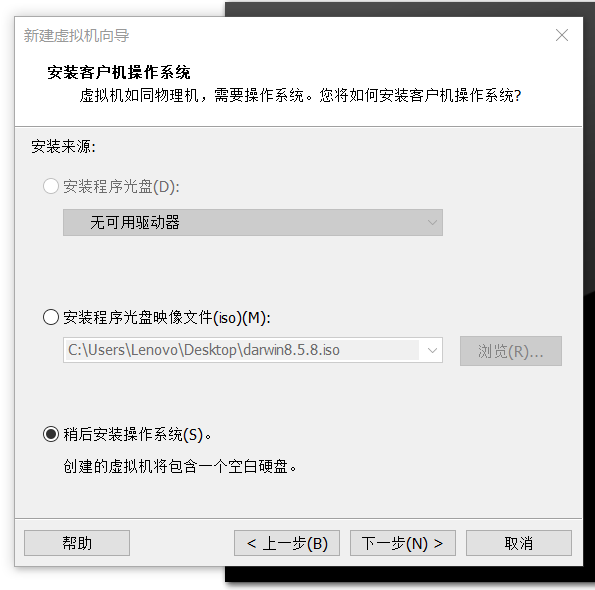 新建虚拟机向导
安装客户机操作系统
虚拟机如同物理机，需要操作系统。您将如何安装客户机操作系统?
安装来源:
安装程序光盘(D):
无可用驱动器
安装程序光盘映像文件(iso)(M):
C:\Users\Lenovo\Desktop\darwin8.5.8.iso
浏览(R)...
稍后安装操作系统(S)。
创建的虚拟机将包含一个空白硬盘。
帮助
< 上一步(B)
下一步(N) >
取消